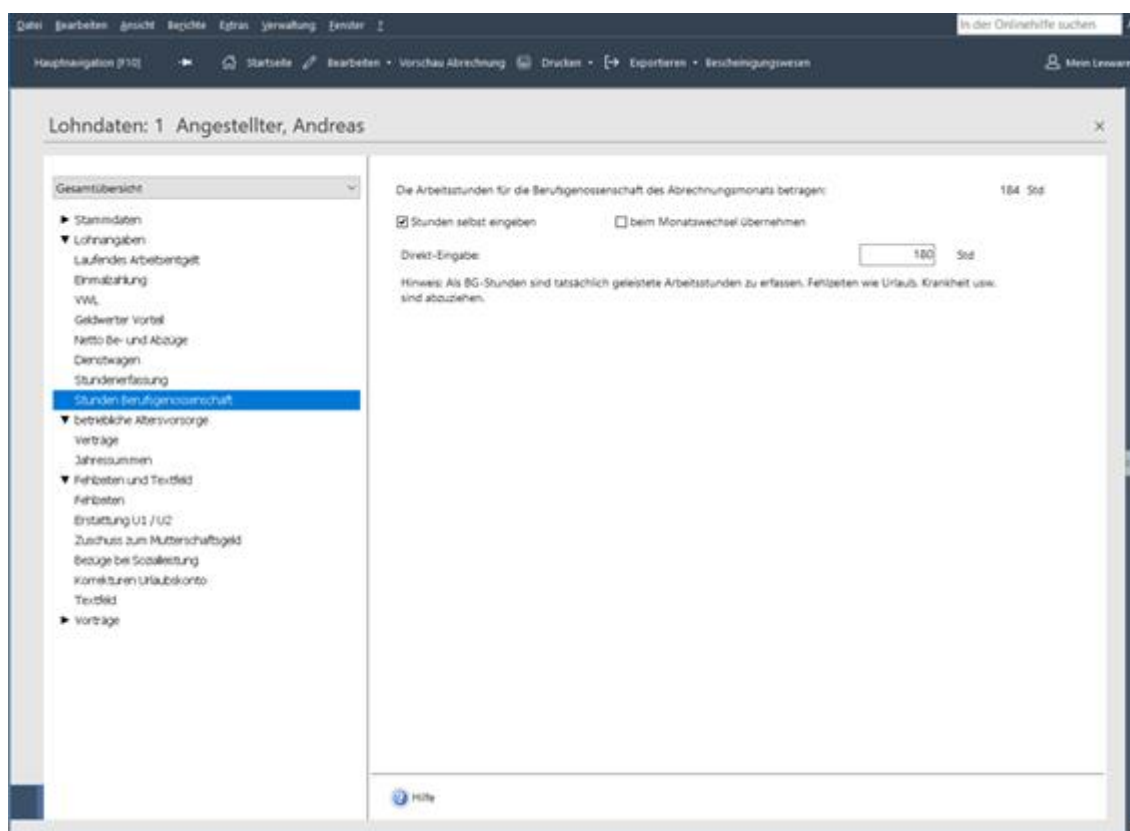 Datei Bearbeiten Ansicht Berichte Extras Verwaltung Fenster ?
In der Onlinehilfe suchen
Hauptnavigation [F10] Startseite Bearbeiten Vorschau Abrechnung Drucken Exportieren Bescheinigungswesen Mein Lexware
Lohndaten: 1 Angestellter, Andreas
Gesamtübersicht
Stammdaten
Lohnangaben
Laufendes Arbeitsentgelt
Einmalzahlung
VWL
Geldwerter Vorteil
Netto Be- und Abzüge
Dienstwagen
Stundenerfassung
Stunden Berufsgenossenschaft
betriebliche Altersvorsorge
Verträge
Jahressummen
Fehlzeiten und Textfeld
Fehlzeiten
Erstattung U1 / U2
Zuschuss zum Mutterschaftsgeld
Bezüge bei Sozialleistung
Korrekturen Urlaubskonto
Textfeld
Vorträge
Die Arbeitsstunden für die Berufsgenossenschaft des Abrechnungsmonats betragen: 184 Std
Stunden selbst eingeben beim Monatswechsel übernehmen
Direkt-Eingabe: 180 Std
Hinweis: Als BG-Stunden sind tatsächlich geleistete Arbeitsstunden zu erfassen. Fehlzeiten wie Urlaub, Krankheit usw.
sind abzuziehen.
Hilfe